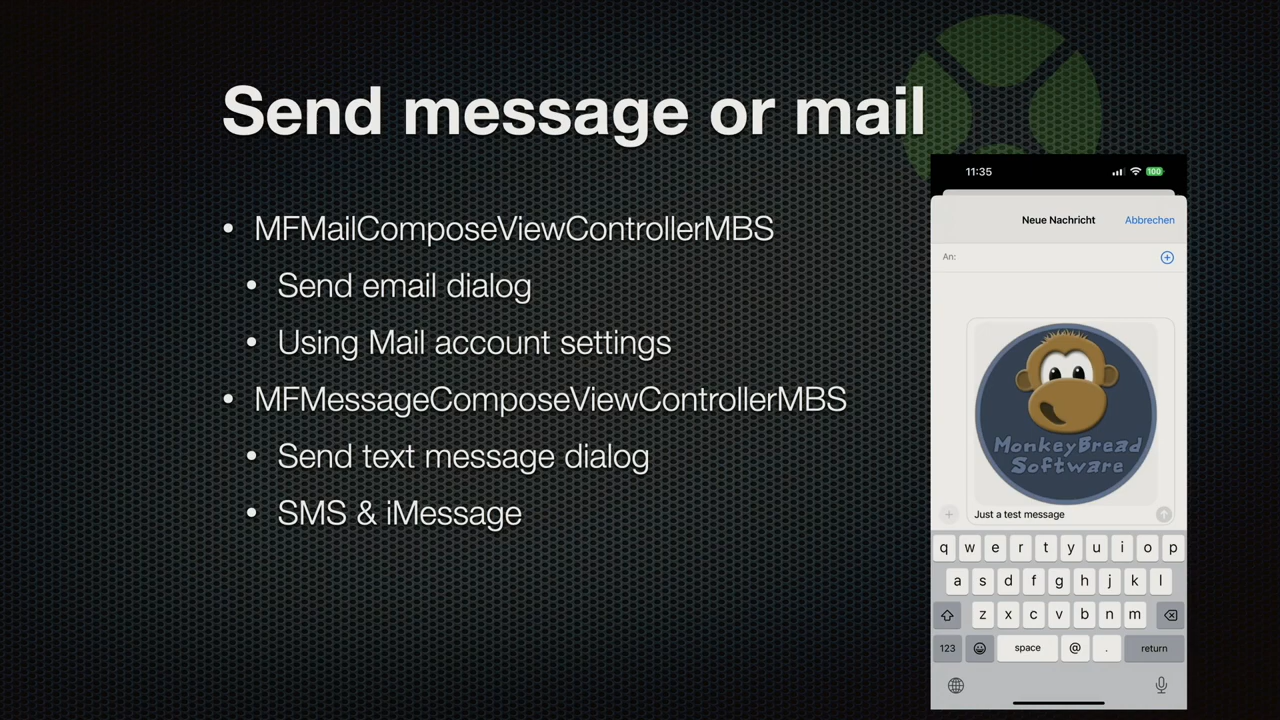 Send message or mail
• MFMailComposeViewControllerMBS
• Send email dialog
• Using Mail account settings
• MFMessageComposeViewControllerMBS
• Send text message dialog
• SMS & iMessage
11:35 100
Neue Nachricht Abbrechen
An:
MonkeyBread
Software
Just a test message
q w e r t y u i o p
a s d f g h j k l
z x c v b n m
123 space @ . return